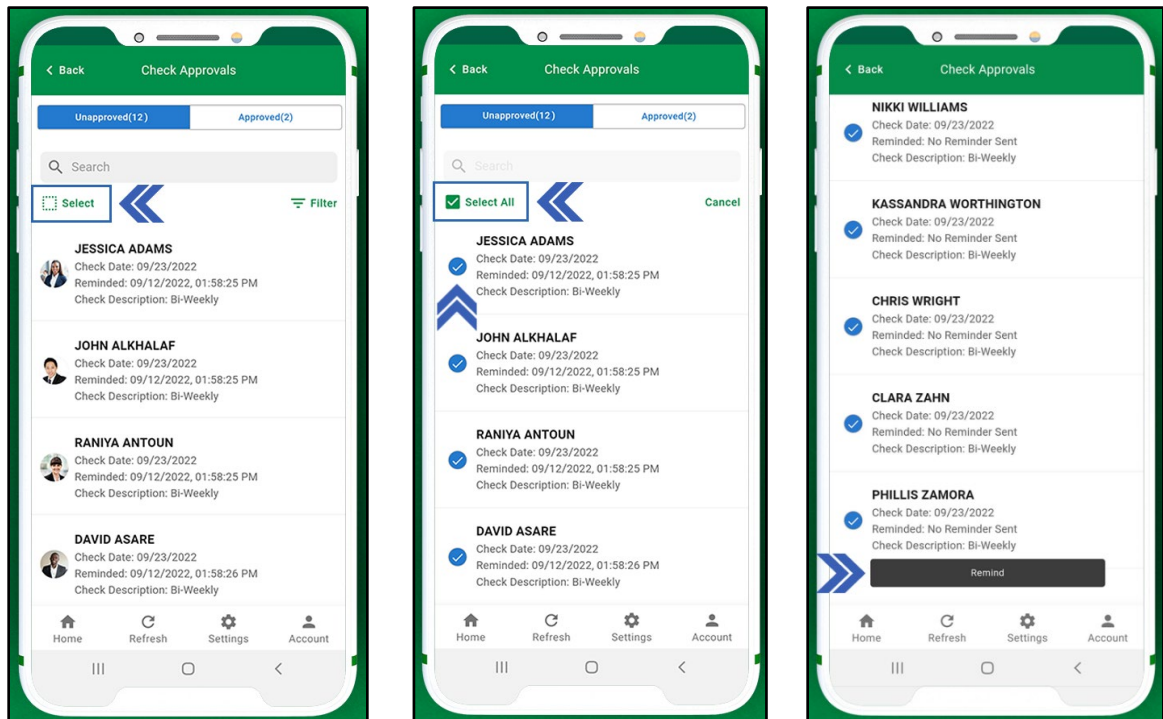 < Back Check Approvals
Unapproved(12) Approved(2)
Search
Select Filter
JESSICA ADAMS
Check Date: 09/23/2022
Reminded: 09/12/2022, 01:58:25 PM
Check Description: Bi-Weekly
JOHN ALKHALAF
Check Date: 09/23/2022
Reminded: 09/12/2022, 01:58:25 PM
Check Description: Bi-Weekly
RANIYA ANTOUN
Check Date: 09/23/2022
Reminded: 09/12/2022, 01:58:25 PM
Check Description: Bi-Weekly
DAVID ASARE
Check Date: 09/23/2022
Reminded: 09/12/2022, 01:58:26 PM
Check Description: Bi-Weekly
Home Refresh Settings Account
< Back Check Approvals
Unapproved(12) Approved(2)
Search
Select All Cancel
JESSICA ADAMS
Check Date: 09/23/2022
Reminded: 09/12/2022, 01:58:25 PM
Check Description: Bi-Weekly
JOHN ALKHALAF
Check Date: 09/23/2022
Reminded: 09/12/2022, 01:58:25 PM
Check Description: Bi-Weekly
RANIYA ANTOUN
Check Date: 09/23/2022
Reminded: 09/12/2022, 01:58:25 PM
Check Description: Bi-Weekly
DAVID ASARE
Check Date: 09/23/2022
Reminded: 09/12/2022, 01:58:26 PM
Check Description: Bi-Weekly
Home Refresh Settings Account
< Back Check Approvals
NIKKI WILLIAMS
Check Date: 09/23/2022
Reminded: No Reminder Sent
Check Description: Bi-Weekly
KASSANDRA WORTHINGTON
Check Date: 09/23/2022
Reminded: No Reminder Sent
Check Description: Bi-Weekly
CHRIS WRIGHT
Check Date: 09/23/2022
Reminded: No Reminder Sent
Check Description: Bi-Weekly
CLARA ZAHN
Check Date: 09/23/2022
Reminded: No Reminder Sent
Check Description: Bi-Weekly
PHILLIS ZAMORA
Check Date: 09/23/2022
Reminded: No Reminder Sent
Check Description: Bi-Weekly
Remind
Home Refresh Settings Account